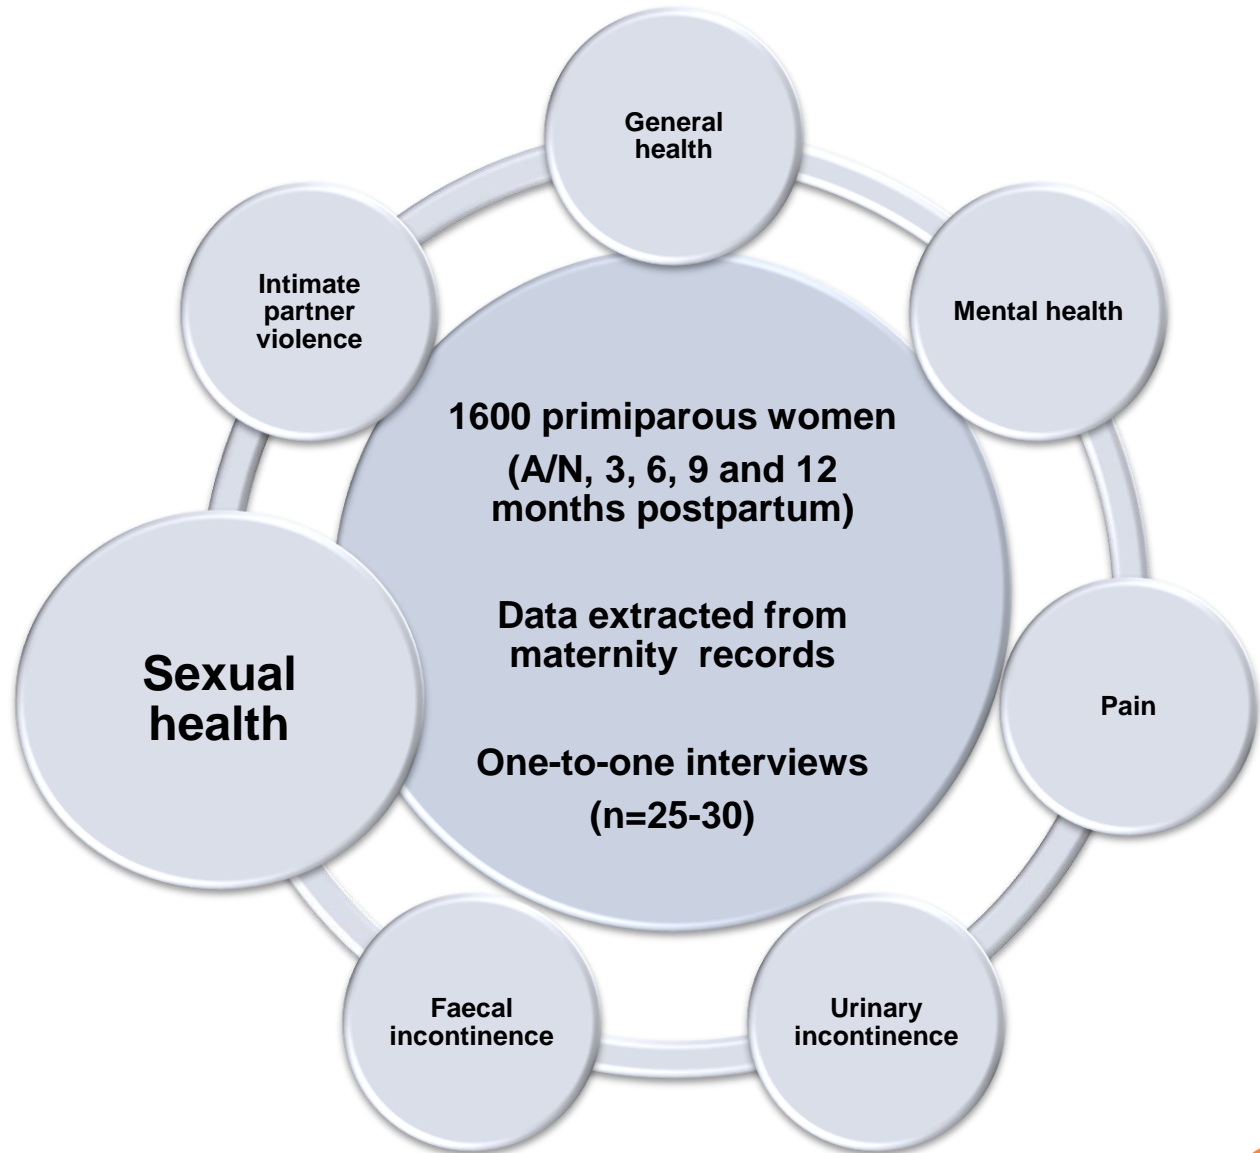 General
health
Mental health
Pain
Urinary
incontinence
Faecal
incontinence
Sexual
health
Intimate
partner
violence
1600 primiparous women
(A/N, 3, 6, 9 and 12
months postpartum)
Data extracted from
maternity records
One-to-one interviews
(n=25-30)